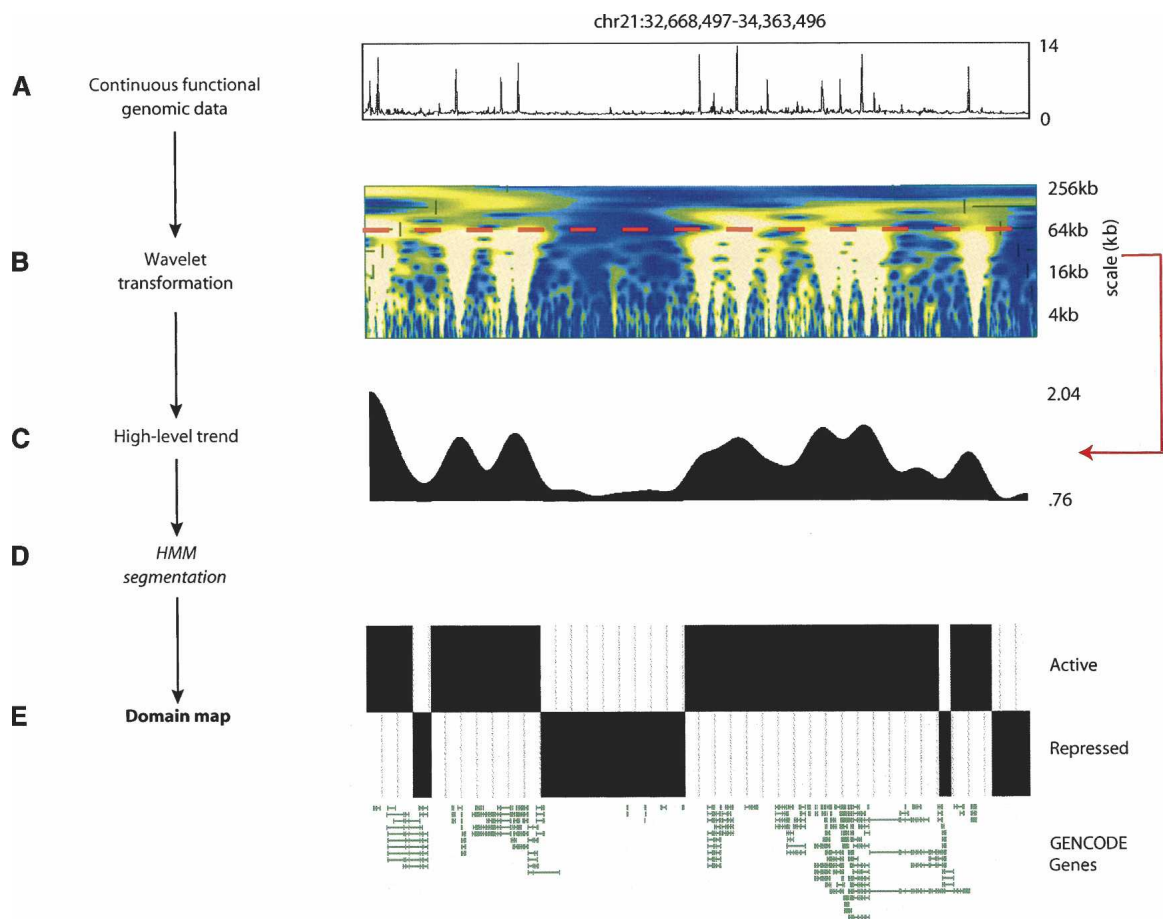 chr21:32,668,497-34,363,496
A
Continuous functional
genomic data
14
0
B
Wavelet
transformation
256kb
64kb
16kb
4kb
scale (kb)
C
High-level trend
2.04
.76
D
HMM
segmentation
E
Domain map
Active
Repressed
GENCODE
Genes